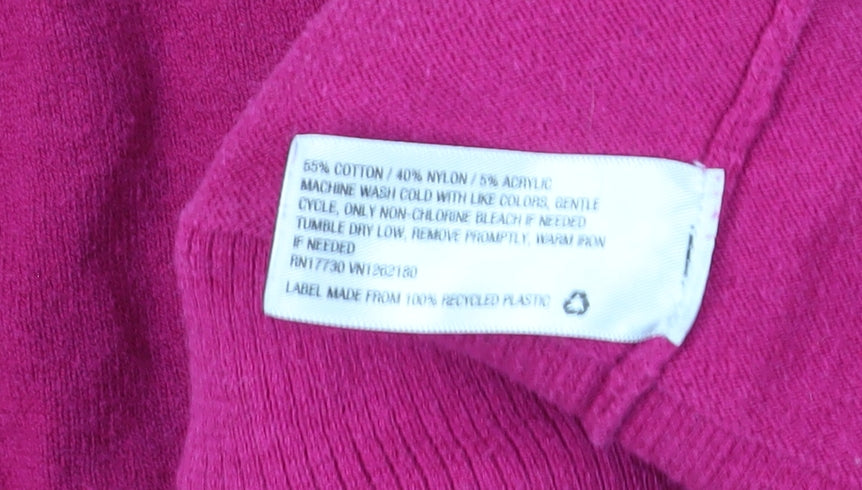 55% COTTON / 40% NYLON / 5% ACRYLIC
MACHINE WASH COLD WITH LIKE COLORS, GENTLE
CYCLE, ONLY NON-CHLORINE BLEACH IF NEEDED
TUMBLE DRY LOW, REMOVE PROMPTLY, WARM IRON
IF NEEDED
RN17730 VN1262180
LABEL MADE FROM 100% RECYCLED PLASTIC